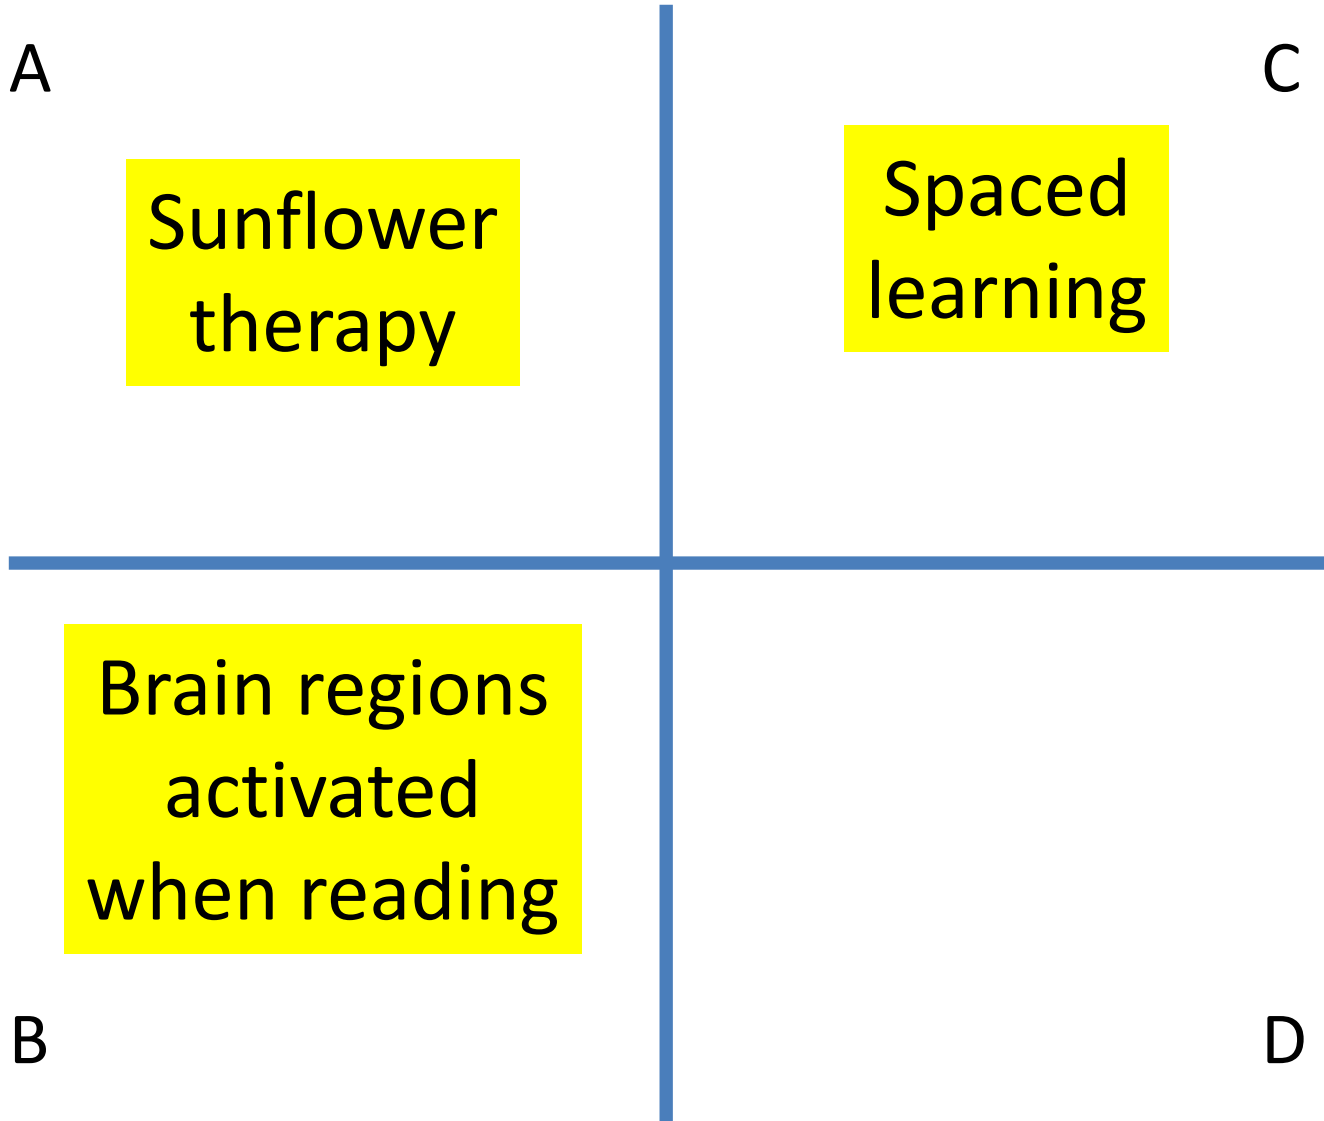 A
Sunflower
therapy
C
Spaced
learning
Brain regions
activated
when reading
B
D